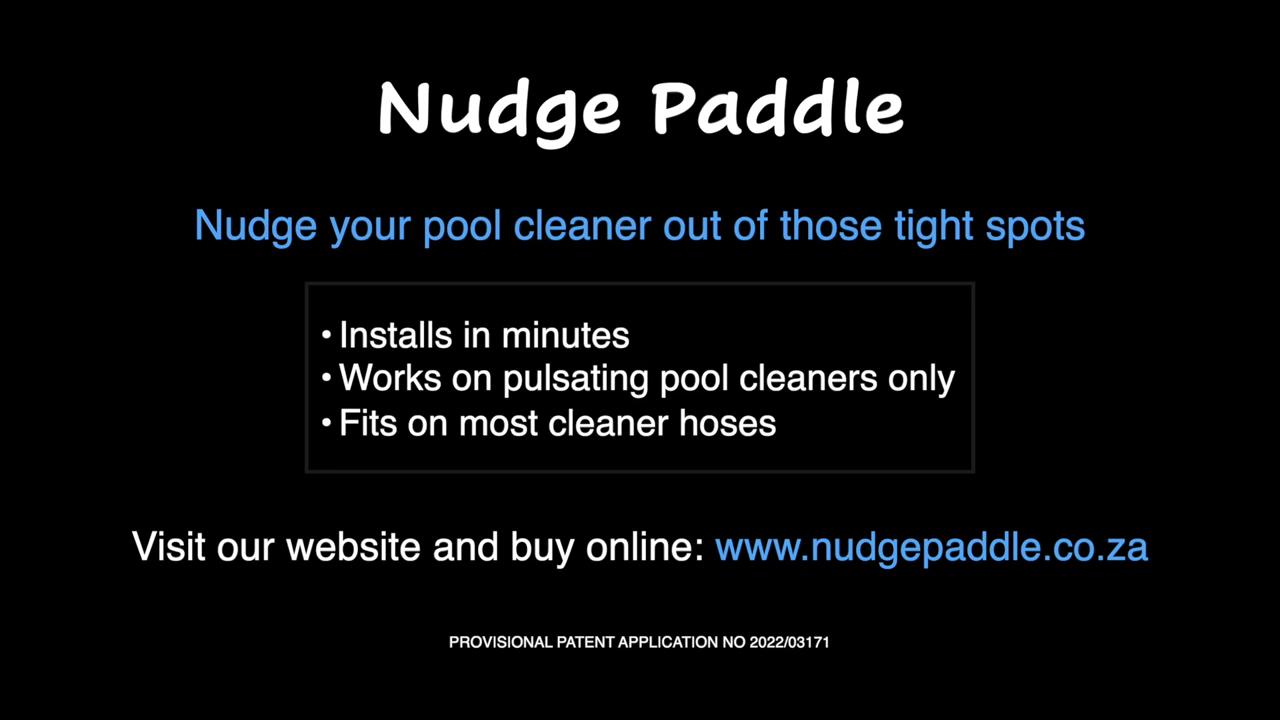 Nudge Paddle
Nudge your pool cleaner out of those tight spots
• Installs in minutes
• Works on pulsating pool cleaners only
• Fits on most cleaner hoses
Visit our website and buy online: www.nudgepaddle.co.za
PROVISIONAL PATENT APPLICATION NO 2022/03171